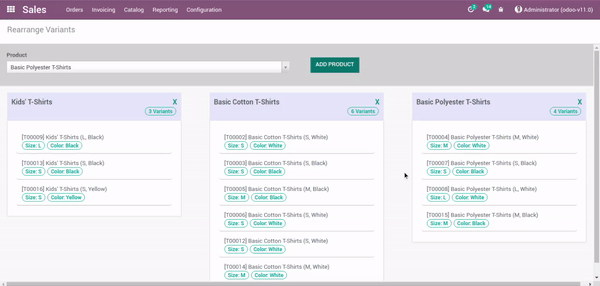 Sales
Orders Invoicing Catalog Reporting Configuration
Administrator (odoo-v11.0)
Rearrange Variants
Product
Basic Polyester T-Shirts
ADD PRODUCT
Kids' T-Shirts X
3 Variants
[T00009] Kids' T-Shirts (L, Black)
Size: L Color: Black
[T00013] Kids' T-Shirts (S, Black)
Size: S Color: Black
[T00016] Kids' T-Shirts (S, Yellow)
Size: S Color: Yellow
Basic Cotton T-Shirts X
6 Variants
[T00002] Basic Cotton T-Shirts (S, White)
Size: S Color: White
[T00003] Basic Cotton T-Shirts (S, Black)
Size: S Color: Black
[T00005] Basic Cotton T-Shirts (M, Black)
Size: M Color: Black
[T00006] Basic Cotton T-Shirts (S, White)
Size: S Color: White
[T00012] Basic Cotton T-Shirts (S, White)
Size: S Color: White
[T00014] Basic Cotton T-Shirts (M, White)
Size: M Color: White
Basic Polyester T-Shirts X
4 Variants
[T00004] Basic Polyester T-Shirts (M, White)
Size: M Color: White
[T00007] Basic Polyester T-Shirts (S, Black)
Size: S Color: Black
[T00008] Basic Polyester T-Shirts (L, White)
Size: L Color: White
[T00015] Basic Polyester T-Shirts (M, Black)
Size: M Color: Black